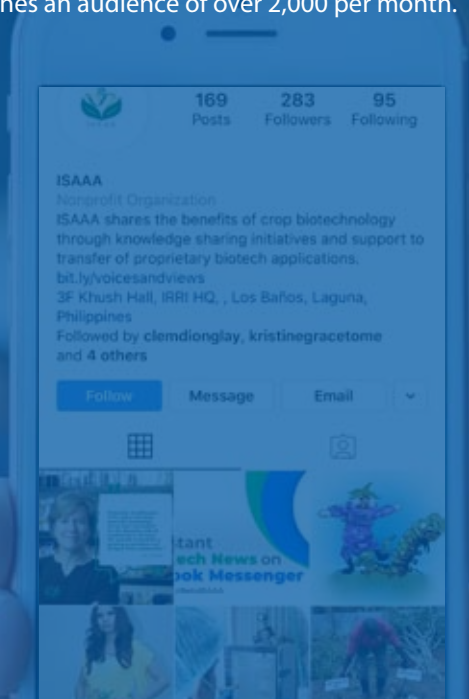 nes an audience of over 2,000 per month.
169 283 95
Posts Followers Following
ISAAA
Nonprofit Organization
ISAAA shares the benefits of crop biotechnology
through knowledge sharing initiatives and support to
transfer of proprietary biotech applications.
bit.ly/voicesandviews
3F Khush Hall, IRRI HQ, , Los Baños, Laguna,
Philippines
Followed by clemdionglay, kristinegracetome
and 4 others
Follow Message Email
stant
ech News on
ook Messenger